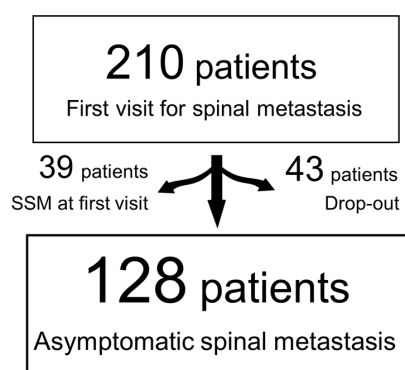 210 patients
First visit for spinal metastasis
39 patients
SSM at first visit
43 patients
Drop-out
128 patients
Asymptomatic spinal metastasis